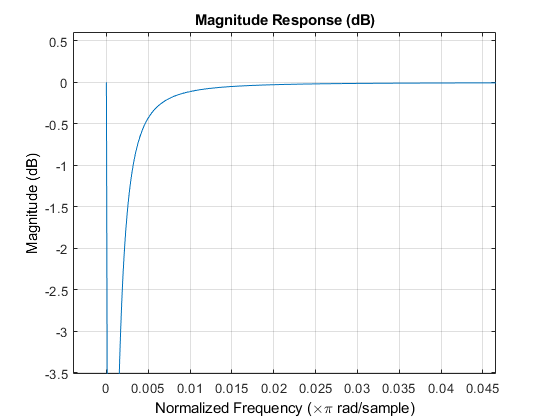 Magnitude Response (dB)
Magnitude (dB)
0.5
0
-0.5
-1
-1.5
-2
-2.5
-3
-3.5
0 0.005 0.01 0.015 0.02 0.025 0.03 0.035 0.04 0.045
Normalized Frequency (×π rad/sample)